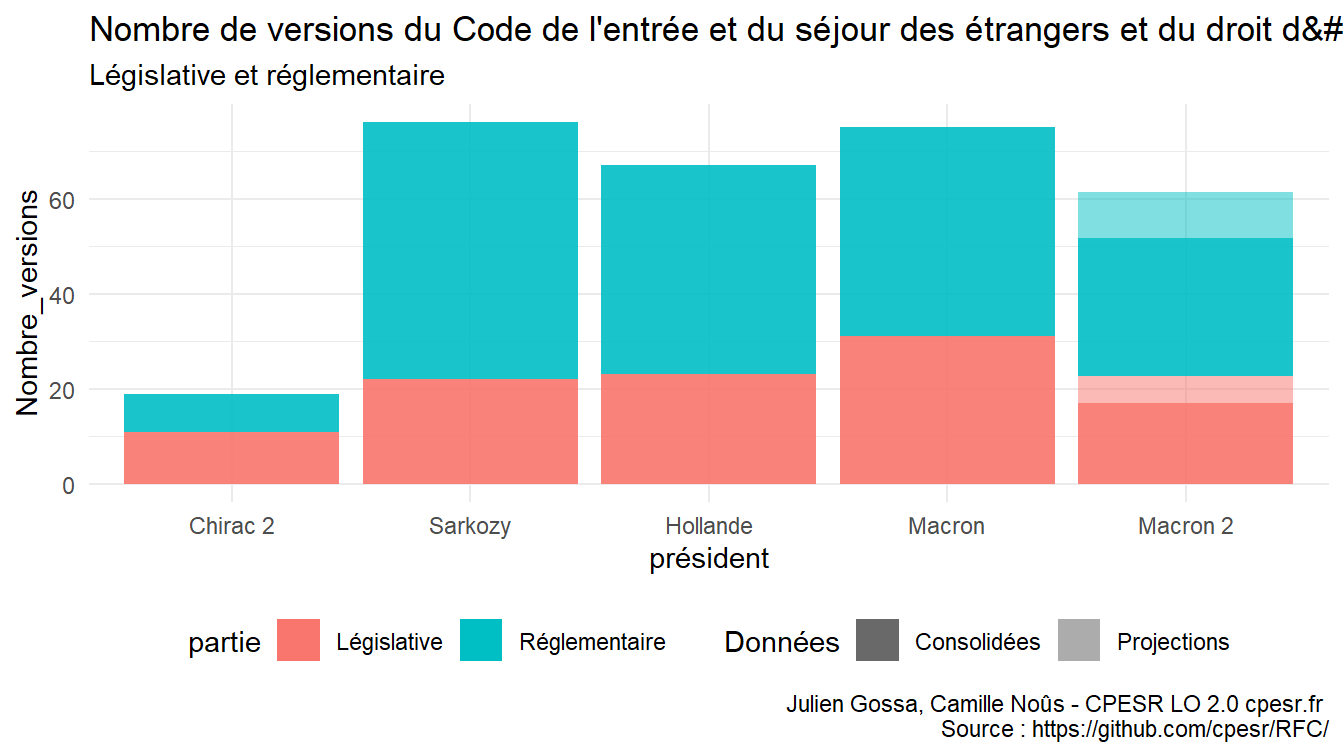 Nombre de versions du Code de l'entrée et du séjour des étrangers et du droit d&#
Législative et réglementaire
Nombre_versions
60
40
20
0
Chirac 2 Sarkozy Hollande Macron Macron 2
président
partie Législative Réglementaire Données Consolidées Projections
Julien Gossa, Camille Noûs - CPESR LO 2.0 cpesr.fr
Source : https://github.com/cpesr/RFC/